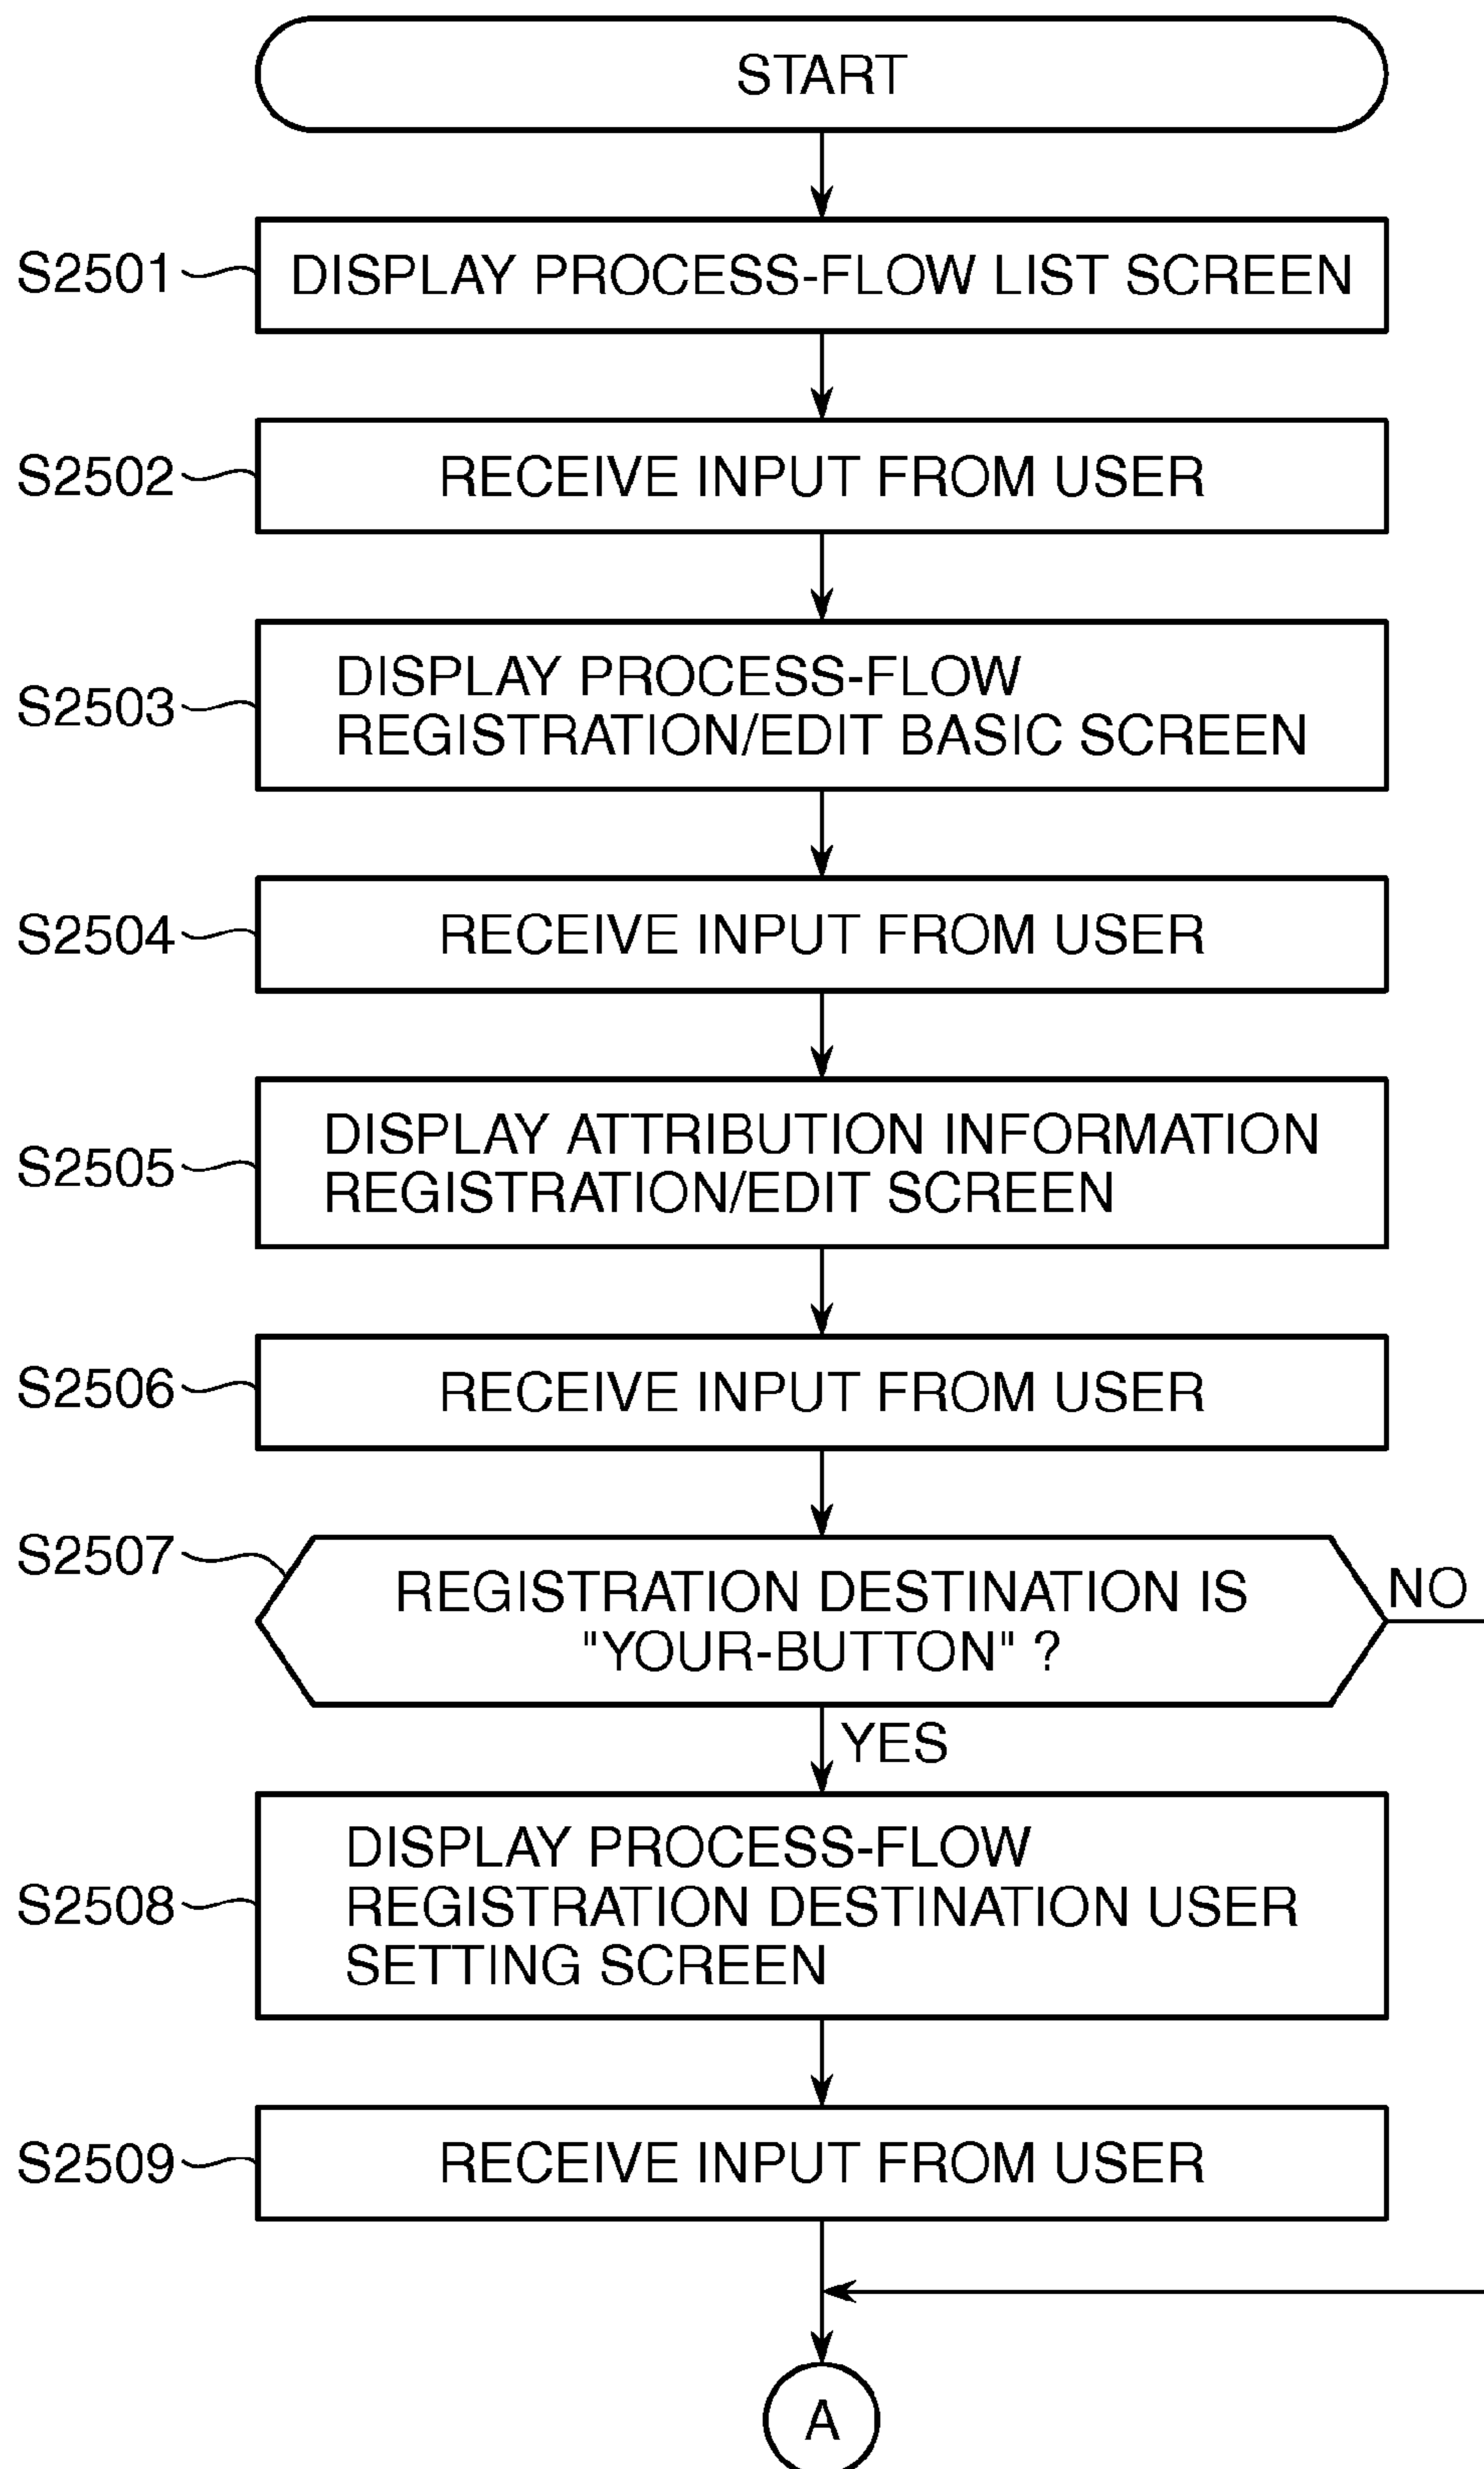 START
S2501
DISPLAY PROCESS-FLOW LIST SCREEN
S2502
RECEIVE INPUT FROM USER
S2503
DISPLAY PROCESS-FLOW
REGISTRATION/EDIT BASIC SCREEN
S2504
RECEIVE INPUT FROM USER
S2505
DISPLAY ATTRIBUTION INFORMATION
REGISTRATION/EDIT SCREEN
S2506
RECEIVE INPUT FROM USER
S2507
REGISTRATION DESTINATION IS
"YOUR-BUTTON" ?
NO
YES
S2508
DISPLAY PROCESS-FLOW
REGISTRATION DESTINATION USER
SETTING SCREEN
S2509
RECEIVE INPUT FROM USER
A